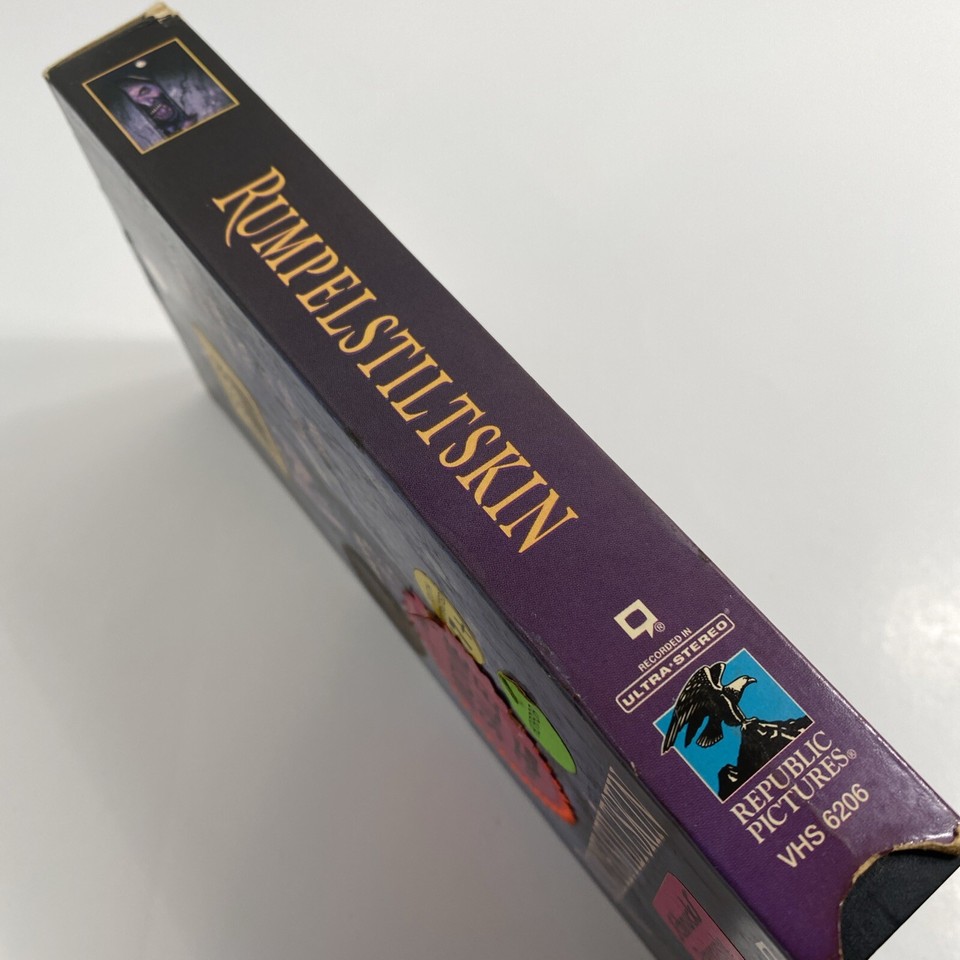 RUMPELSTILTSKIN
®
RECORDED IN
ULTRA·STEREO®
REPUBLIC
PICTURES®
VHS 6206